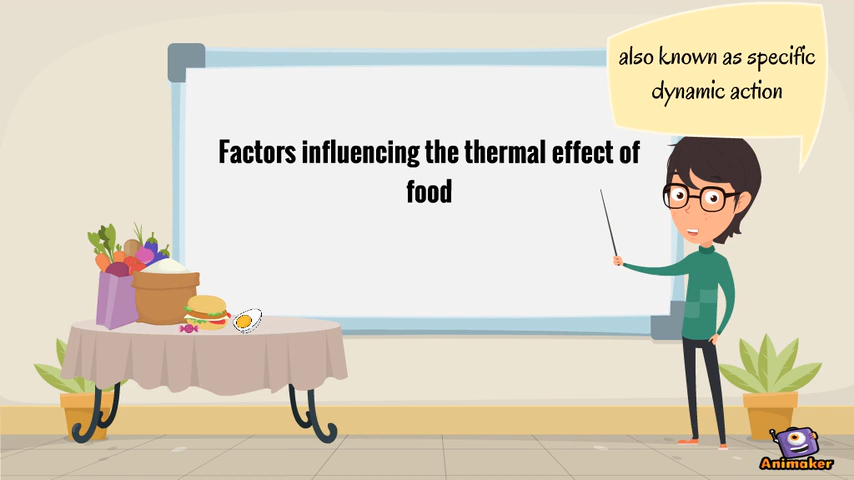 also known as specific
dynamic action
Factors influencing the thermal effect of
food
Animaker